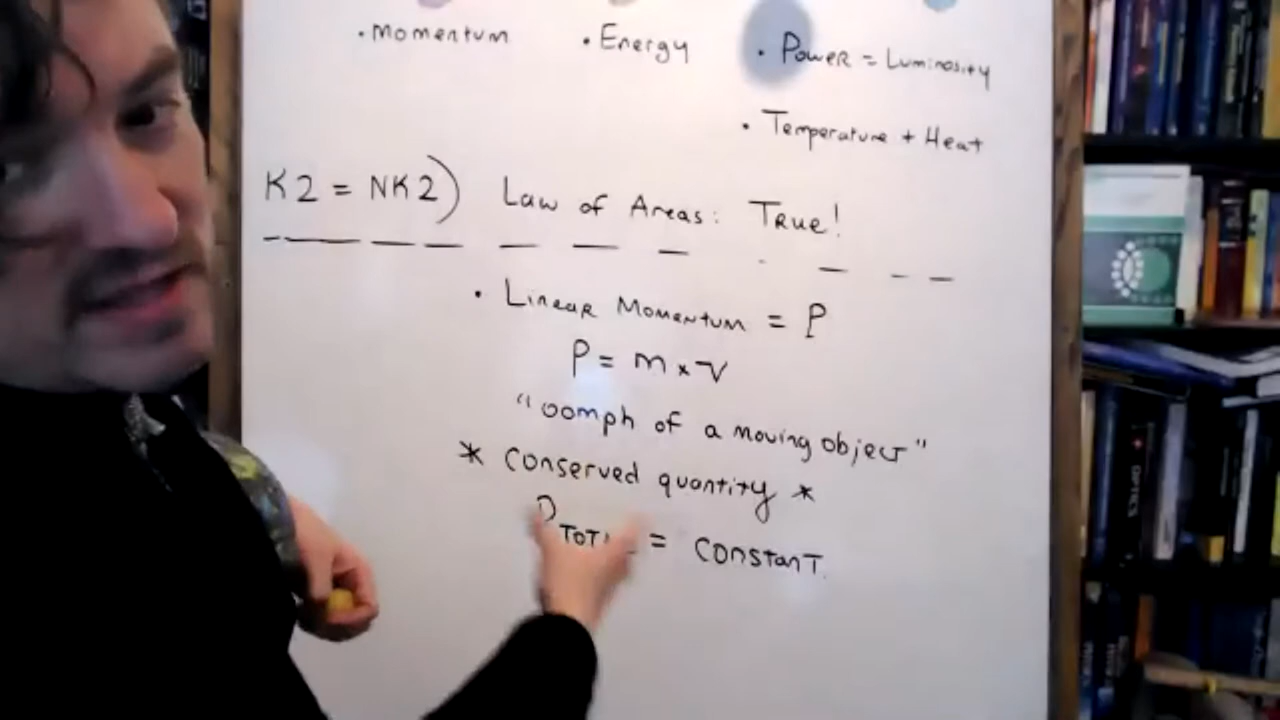 • Momentum • Energy • Power = Luminosity
• Temperature + Heat
K2 = NK2) Law of Areas: True!
• Linear Momentum = P
P = m × v
"oomph of a moving object"
* conserved quantity *
= constant
OPTICS